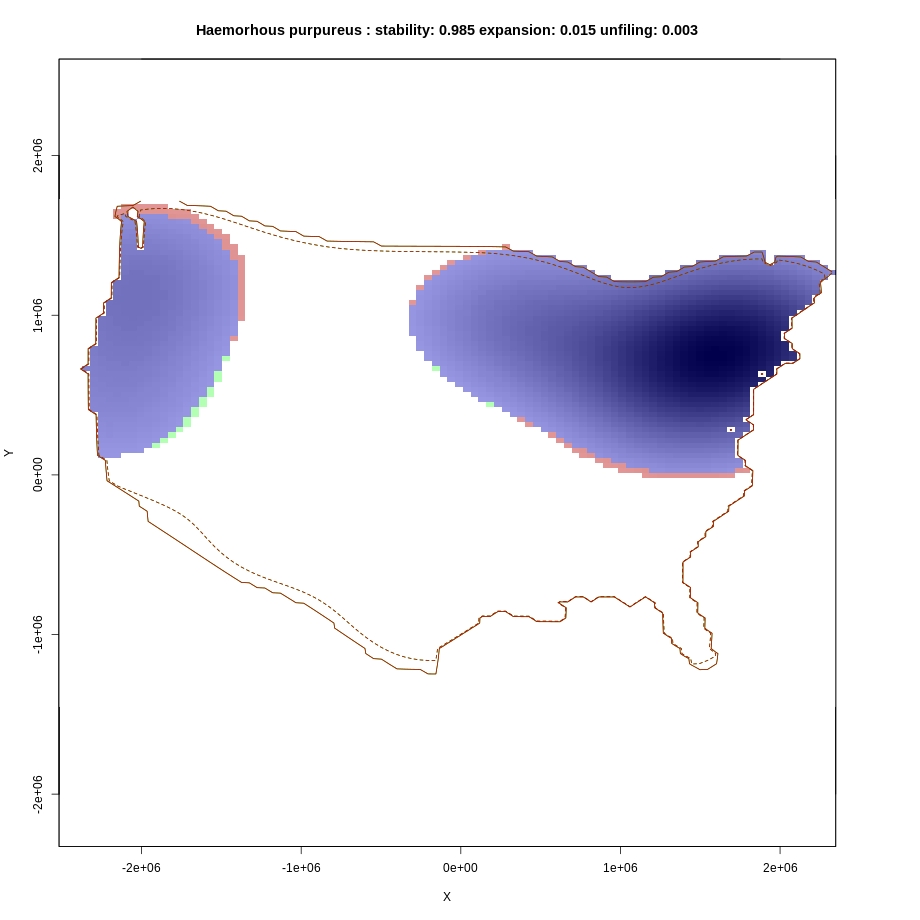 Haemorhous purpureus : stability: 0.985 expansion: 0.015 unfiling: 0.003
2e+06
1e+06
0e+00
-1e+06
-2e+06
Y
-2e+06 -1e+06 0e+00 1e+06 2e+06
X